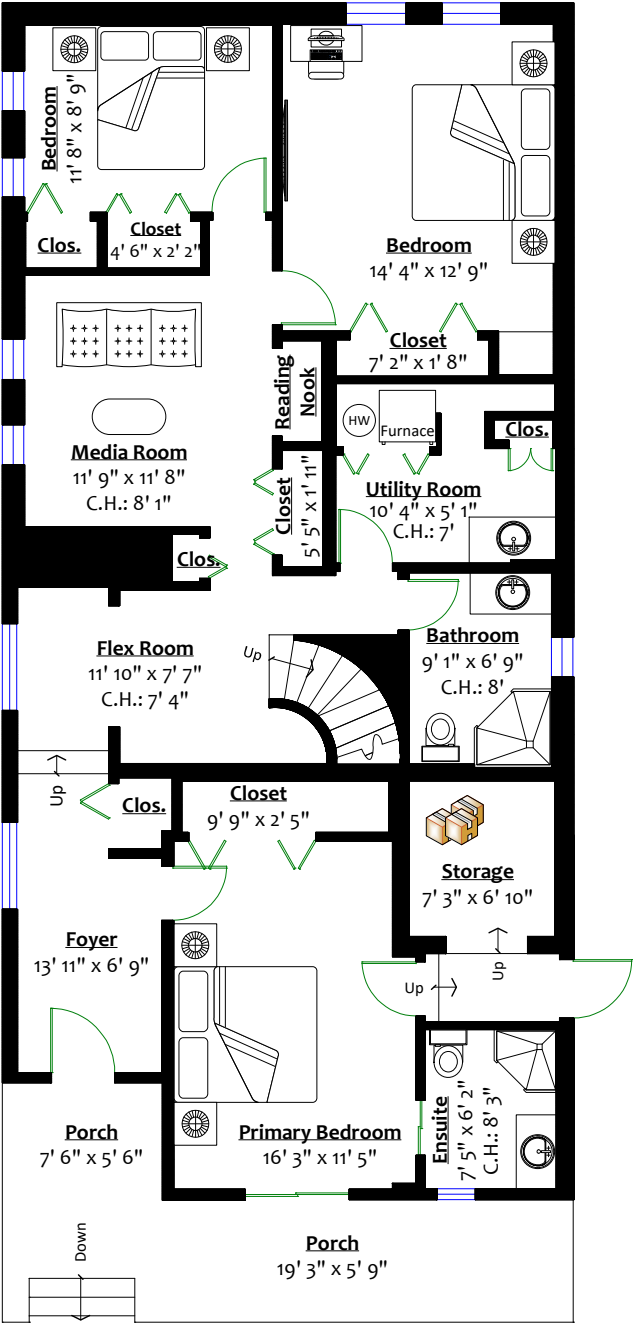 Bedroom
11' 8" x 8' 9"
Clos.
Closet
4' 6" x 2' 2"
Bedroom
14' 4" x 12' 9"
Closet
7' 2" x 1' 8"
Reading
Nook
HW
Furnace
Clos.
Media Room
11' 9" x 11' 8"
C.H.: 8' 1"
Closet
5' 5" x 1' 11"
Utility Room
10' 4" x 5' 1"
C.H.: 7'
Clos.
Flex Room
11' 10" x 7' 7"
C.H.: 7' 4"
Up
Bathroom
9' 1" x 6' 9"
C.H.: 8'
Up
Clos.
Closet
9' 9" x 2' 5"
Storage
7' 3" x 6' 10"
Foyer
13' 11" x 6' 9"
Up
Up
Porch
7' 6" x 5' 6"
Primary Bedroom
16' 3" x 11' 5"
Ensuite
7' 5" x 6' 2"
C.H.: 8' 3"
Down
Porch
19' 3" x 5' 9"